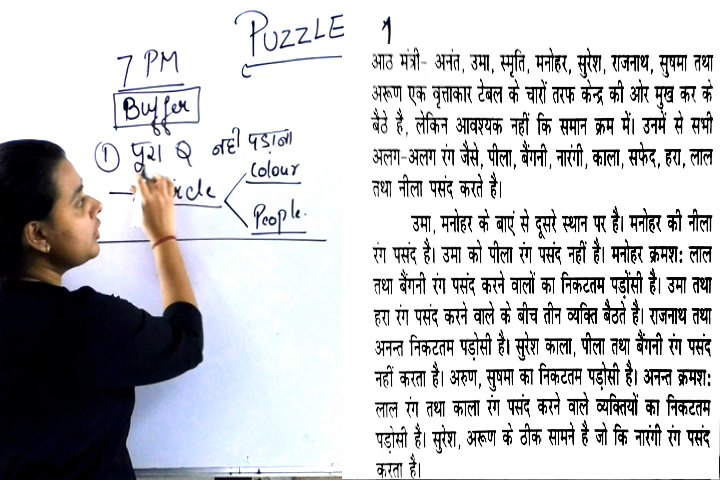 PUZZLE
7 PM
Buffer
① पूरा Q नहीं पड़ना
Circle
Colour
People.
1
आठ मंत्री- अनंत, उमा, स्मृति, मनोहर, सुरेश, राजनाथ, सुषमा तथा
अरूण एक वृत्ताकार टेबल के चारों तरफ केन्द्र की ओर मुख कर के
बैठे है, लेकिन आवश्यक नहीं कि समान क्रम में। उनमें से सभी
अलग-अलग रंग जैसे, पीला, बैंगनी, नारंगी, काला, सफेद, हरा, लाल
तथा नीला पसंद करते है।
उमा, मनोहर के बाएं से दूसरे स्थान पर है। मनोहर की नीला
रंग पसंद है। उमा को पीला रंग पसंद नहीं है। मनोहर क्रमश: लाल
तथा बैंगनी रंग पसंद करने वालों का निकटतम पड़ोंसी है। उमा तथा
हरा रंग पसंद करने वाले के बीच तीन व्यक्ति बैठते है। राजनाथ तथा
अनन्त निकटतम पड़ोसी है। सुरेश काला, पीला तथा बैंगनी रंग पसंद
नहीं करता है। अरुण, सुषमा का निकटतम पड़ोसी है। अनन्त क्रमश:
लाल रंग तथा काला रंग पसंद करने वाले व्यक्तियों का निकटतम
पड़ोसी है। सुरेश, अरूण के ठीक सामने है जो कि नारंगी रंग पसंद
करता है।